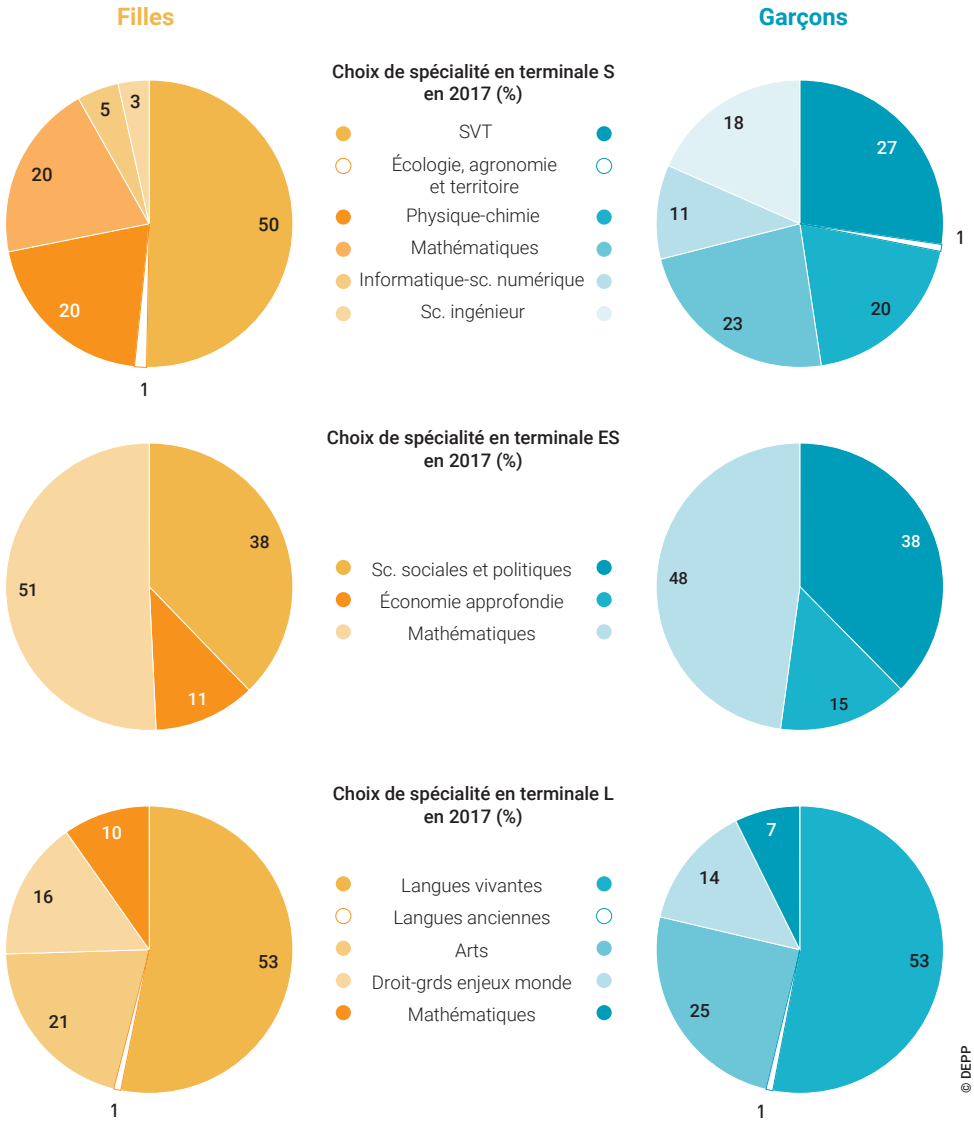 Filles
Garçons
Choix de spécialité en terminale S
en 2017 (%)
SVT
Écologie, agronomie
et territoire
Physique-chimie
Mathématiques
Informatique-sc. numérique
Sc. ingénieur
5
3
20
50
20
1
18
27
11
1
23
20
Choix de spécialité en terminale ES
en 2017 (%)
Sc. sociales et politiques
Économie approfondie
Mathématiques
38
51
11
38
48
15
Choix de spécialité en terminale L
en 2017 (%)
Langues vivantes
Langues anciennes
Arts
Droit-grds enjeux monde
Mathématiques
10
16
53
21
1
7
14
53
25
1
© DEPP